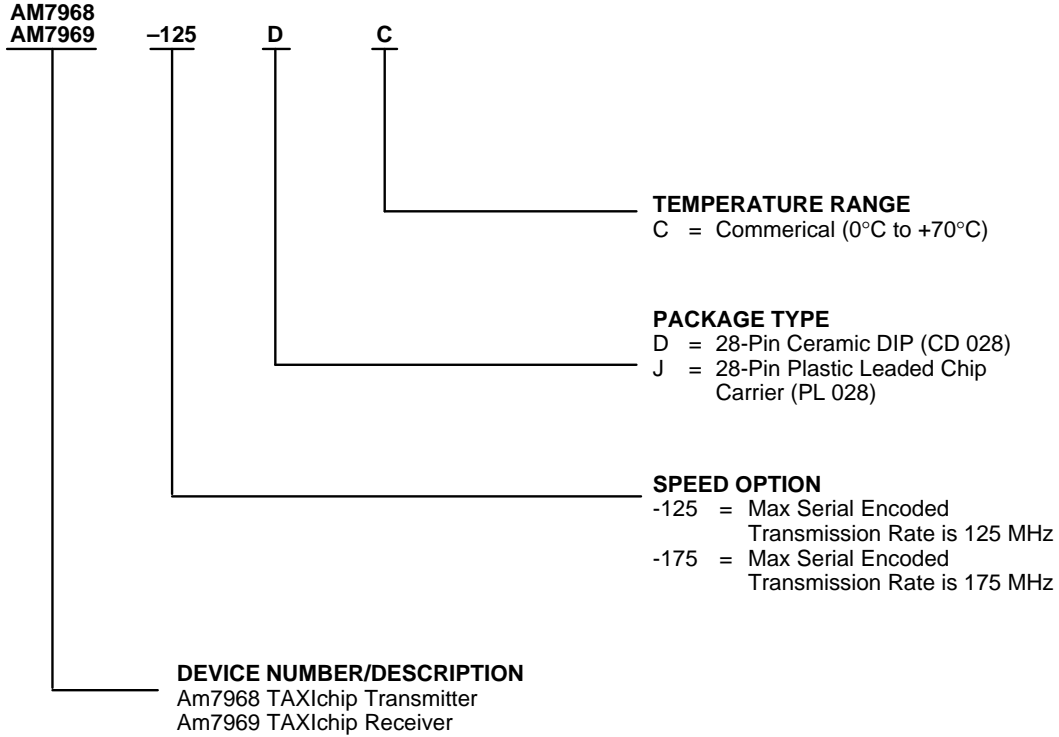 AM7968
AM7969 –125 D C
TEMPERATURE RANGE
C = Commerical (0°C to +70°C)
PACKAGE TYPE
D = 28-Pin Ceramic DIP (CD 028)
J = 28-Pin Plastic Leaded Chip
Carrier (PL 028)
SPEED OPTION
-125 = Max Serial Encoded
Transmission Rate is 125 MHz
-175 = Max Serial Encoded
Transmission Rate is 175 MHz
DEVICE NUMBER/DESCRIPTION
Am7968 TAXIchip Transmitter
Am7969 TAXIchip Receiver